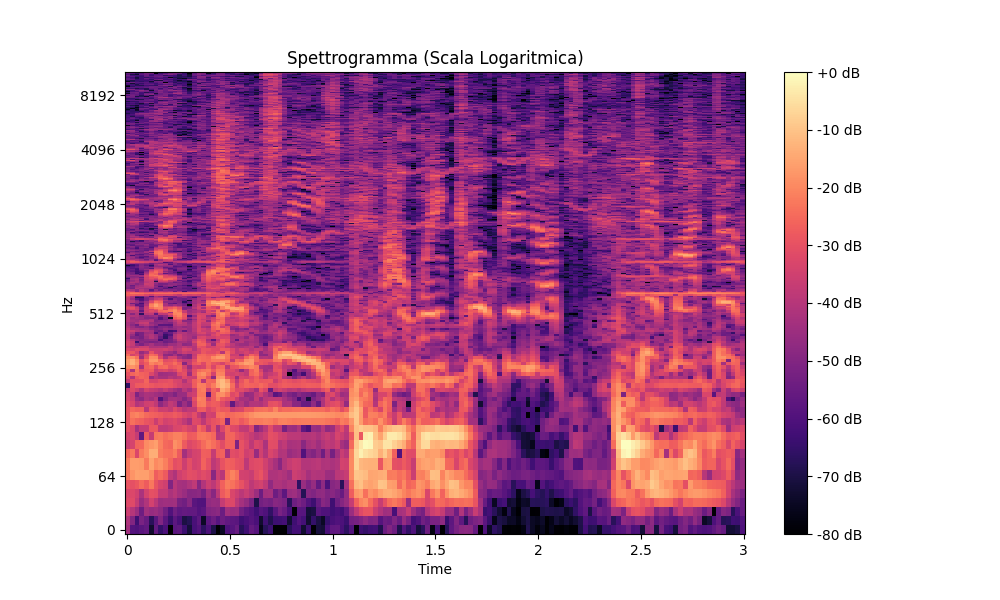 Spettrogramma (Scala Logaritmica)
Hz
8192
4096
2048
1024
512
256
128
64
0
0 0.5 1 1.5 2 2.5 3
Time
+0 dB
-10 dB
-20 dB
-30 dB
-40 dB
-50 dB
-60 dB
-70 dB
-80 dB